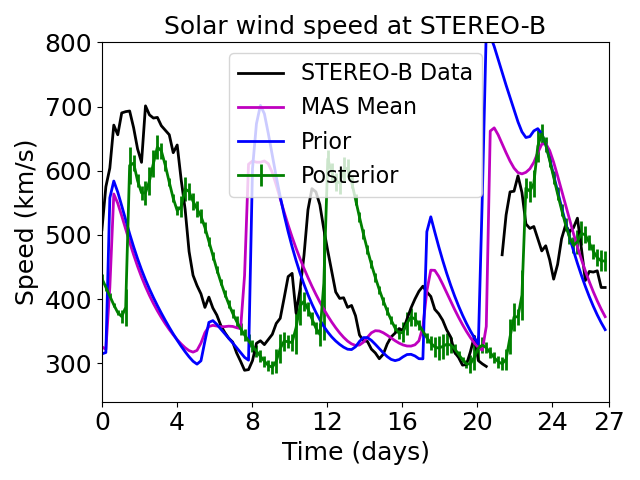 Solar wind speed at STEREO-B
800
700
600
500
400
300
Speed (km/s)
STEREO-B Data
MAS Mean
Prior
Posterior
0 4 8 12 16 20 24 27
Time (days)